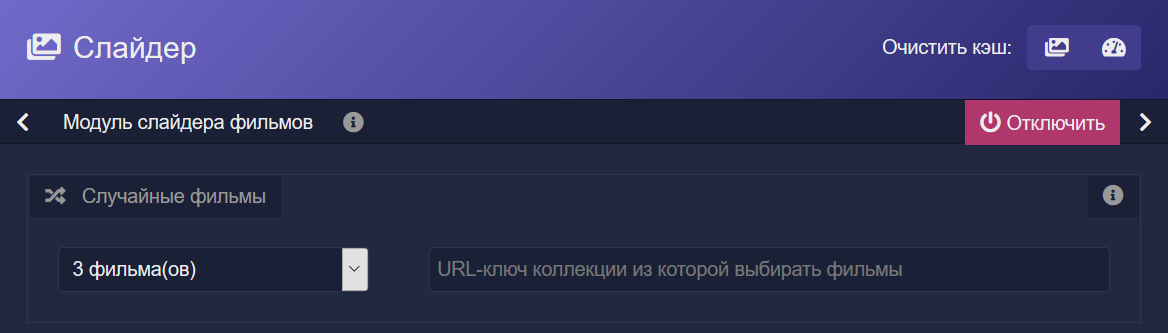 Слайдер
Очистить кэш:
Модуль слайдера фильмов
Отключить
Случайные фильмы
3 фильма(ов)
URL-ключ коллекции из которой выбирать фильмы